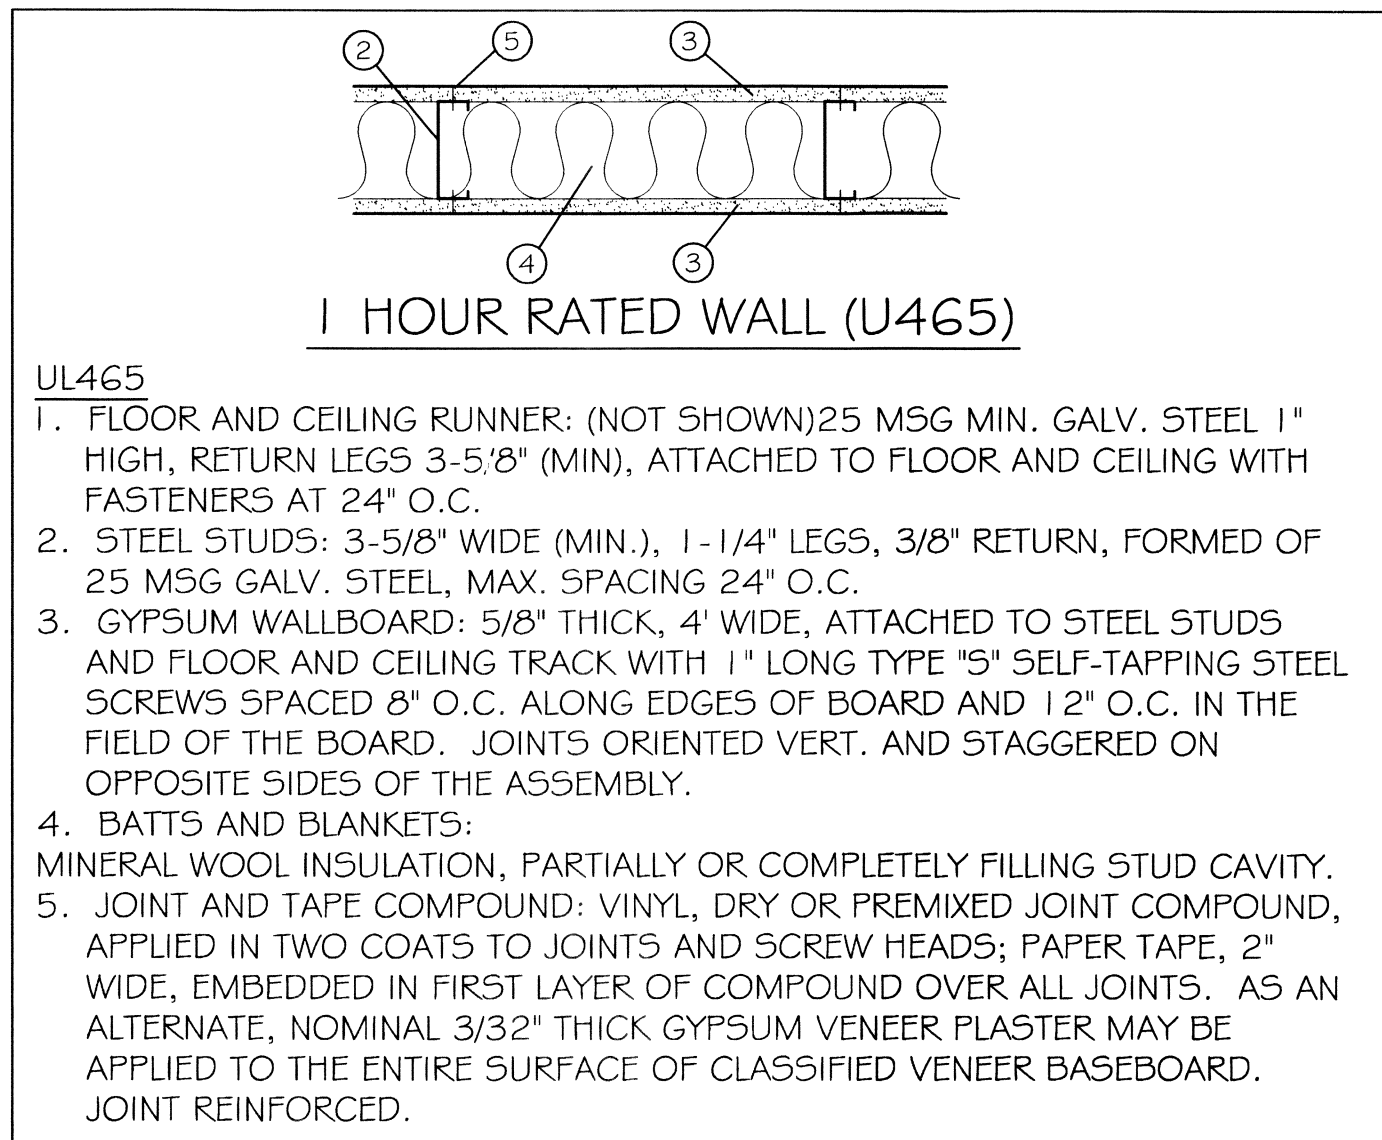 2
5
3
4
3
1 HOUR RATED WALL (U465)
UL465
1. FLOOR AND CEILING RUNNER: (NOT SHOWN)25 MSG MIN. GALV. STEEL 1"
HIGH, RETURN LEGS 3-5/8" (MIN), ATTACHED TO FLOOR AND CEILING WITH
FASTENERS AT 24" O.C.
2. STEEL STUDS: 3-5/8" WIDE (MIN.), 1-1/4" LEGS, 3/8" RETURN, FORMED OF
25 MSG GALV. STEEL, MAX. SPACING 24" O.C.
3. GYPSUM WALLBOARD: 5/8" THICK, 4' WIDE, ATTACHED TO STEEL STUDS
AND FLOOR AND CEILING TRACK WITH 1" LONG TYPE "S" SELF-TAPPING STEEL
SCREWS SPACED 8" O.C. ALONG EDGES OF BOARD AND 12" O.C. IN THE
FIELD OF THE BOARD. JOINTS ORIENTED VERT. AND STAGGERED ON
OPPOSITE SIDES OF THE ASSEMBLY.
4. BATTS AND BLANKETS:
MINERAL WOOL INSULATION, PARTIALLY OR COMPLETELY FILLING STUD CAVITY.
5. JOINT AND TAPE COMPOUND: VINYL, DRY OR PREMIXED JOINT COMPOUND,
APPLIED IN TWO COATS TO JOINTS AND SCREW HEADS; PAPER TAPE, 2"
WIDE, EMBEDDED IN FIRST LAYER OF COMPOUND OVER ALL JOINTS. AS AN
ALTERNATE, NOMINAL 3/32" THICK GYPSUM VENEER PLASTER MAY BE
APPLIED TO THE ENTIRE SURFACE OF CLASSIFIED VENEER BASEBOARD.
JOINT REINFORCED.